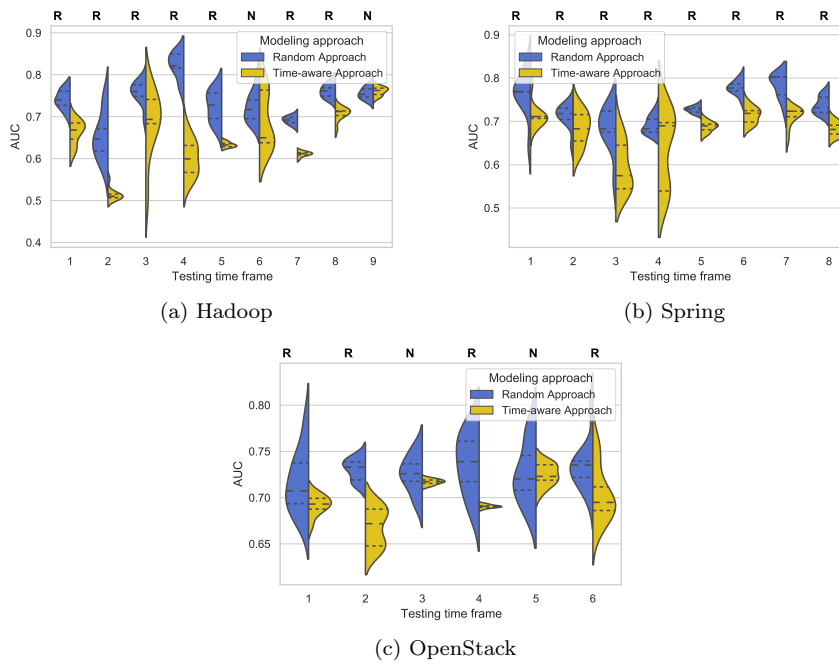 R R R R R N R R N
Modeling approach
Random Approach
Time-aware Approach
0.9
0.8
0.7
0.6
0.5
0.4
AUC
1 2 3 4 5 6 7 8 9
Testing time frame
(a) Hadoop
R R R R R R R R
Modeling approach
Random Approach
Time-aware Approach
0.9
0.8
0.7
0.6
0.5
AUC
1 2 3 4 5 6 7 8
Testing time frame
(b) Spring
R R N R N R
Modeling approach
Random Approach
Time-aware Approach
0.80
0.75
0.70
0.65
AUC
1 2 3 4 5 6
Testing time frame
(c) OpenStack